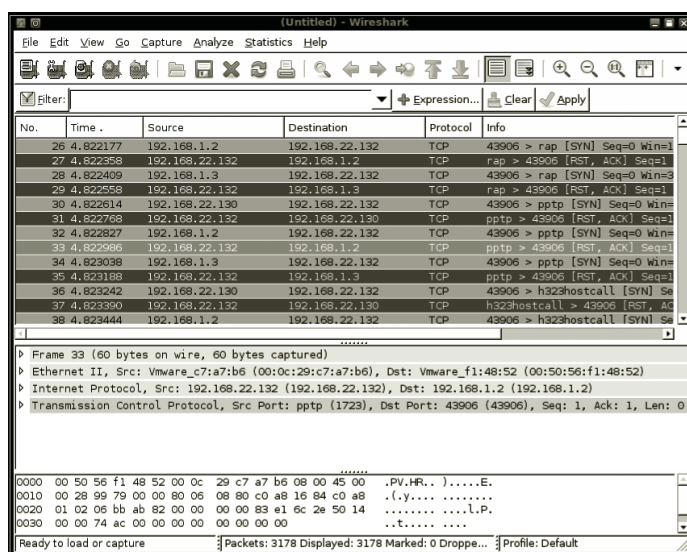 (Untitled) - Wireshark
File Edit View Go Capture Analyze Statistics Help
Filter: Expression... Clear Apply
No. Time . Source Destination Protocol Info
26 4.822177 192.168.1.2 192.168.22.132 TCP 43906 > rap [SYN] Seq=0 Win=1
27 4.822358 192.168.22.132 192.168.1.2 TCP rap > 43906 [RST, ACK] Seq=1
28 4.822409 192.168.1.3 192.168.22.132 TCP 43906 > rap [SYN] Seq=0 Win=3
29 4.822558 192.168.22.132 192.168.1.3 TCP rap > 43906 [RST, ACK] Seq=1
30 4.822614 192.168.22.130 192.168.22.132 TCP 43906 > pptp [SYN] Seq=0 Win=
31 4.822768 192.168.22.132 192.168.22.130 TCP pptp > 43906 [RST, ACK] Seq=1
32 4.822827 192.168.1.2 192.168.22.132 TCP 43906 > pptp [SYN] Seq=0 Win=
33 4.822986 192.168.22.132 192.168.1.2 TCP pptp > 43906 [RST, ACK] Seq=1
34 4.823038 192.168.1.3 192.168.22.132 TCP 43906 > pptp [SYN] Seq=0 Win=
35 4.823188 192.168.22.132 192.168.1.3 TCP pptp > 43906 [RST, ACK] Seq=1
36 4.823242 192.168.22.130 192.168.22.132 TCP 43906 > h323hostcall [SYN] Se
37 4.823390 192.168.22.132 192.168.22.130 TCP h323hostcall > 43906 [RST, AC
38 4.823444 192.168.1.2 192.168.22.132 TCP 43906 > h323hostcall [SYN] Se
Frame 33 (60 bytes on wire, 60 bytes captured)
Ethernet II, Src: Vmware_c7:a7:b6 (00:0c:29:c7:a7:b6), Dst: Vmware_f1:48:52 (00:50:56:f1:48:52)
Internet Protocol, Src: 192.168.22.132 (192.168.22.132), Dst: 192.168.1.2 (192.168.1.2)
Transmission Control Protocol, Src Port: pptp (1723), Dst Port: 43906 (43906), Seq: 1, Ack: 1, Len: 0
0000 00 50 56 f1 48 52 00 0c 29 c7 a7 b6 08 00 45 00 .PV.HR.. ).....E.
0010 00 28 99 79 00 00 80 06 08 80 c0 a8 16 84 c0 a8 .(.y.... ........
0020 01 02 06 bb ab 82 00 00 00 00 83 e1 6c 2e 50 14 ........ ....l.P.
0030 00 00 74 ac 00 00 00 00 00 00 00 00 ..t..... ....
Ready to load or capture Packets: 3178 Displayed: 3178 Marked: 0 Droppe... Profile: Default